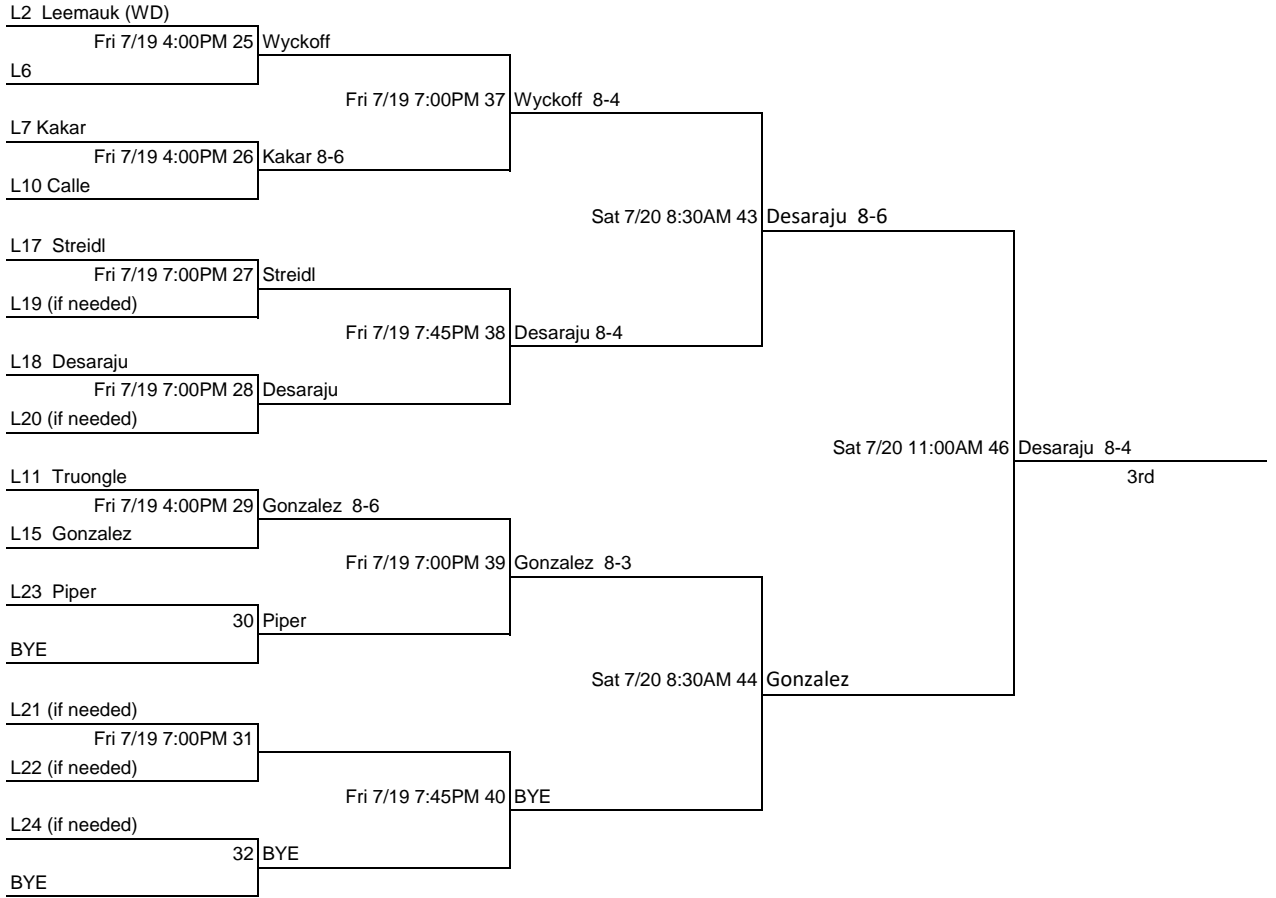 L2  Leemauk (WD)
Fri 7/19 4:00PM 25 Wyckoff
L6
Fri 7/19 7:00PM 37 Wyckoff  8-4
L7 Kakar
Fri 7/19 4:00PM 26 Kakar 8-6
L10 Calle
Sat 7/20 8:30AM 43 Desaraju  8-6
L17  Streidl
Fri 7/19 7:00PM 27 Streidl
L19 (if needed)
Fri 7/19 7:45PM 38 Desaraju 8-4
L18  Desaraju
Fri 7/19 7:00PM 28 Desaraju
L20 (if needed)
Sat 7/20 11:00AM 46 Desaraju  8-4
L11  Truongle
3rd
Fri 7/19 4:00PM 29 Gonzalez  8-6
L15  Gonzalez
Fri 7/19 7:00PM 39 Gonzalez  8-3
L23  Piper
30 Piper
BYE
Sat 7/20 8:30AM 44 Gonzalez
L21 (if needed)
Fri 7/19 7:00PM 31
L22 (if needed)
Fri 7/19 7:45PM 40 BYE
L24 (if needed)
32 BYE
BYE